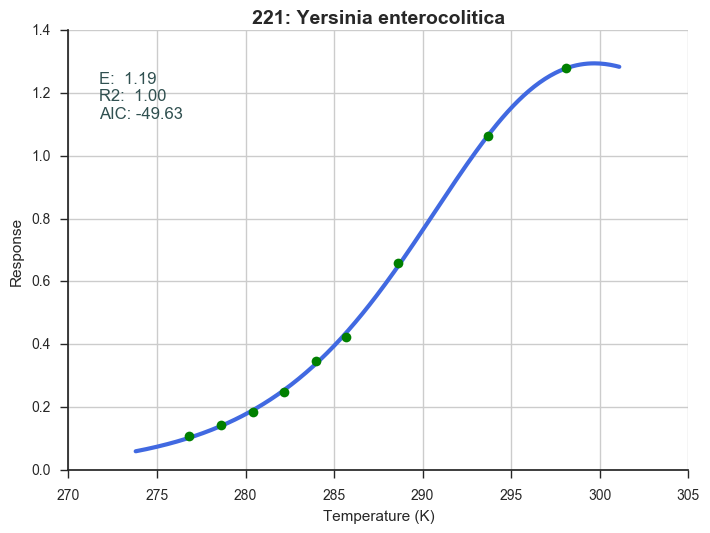 221: Yersinia enterocolitica
E:  1.19
R2:  1.00
AIC: -49.63
1.4
1.2
1.0
0.8
0.6
0.4
0.2
0.0
Response
270 275 280 285 290 295 300 305
Temperature (K)